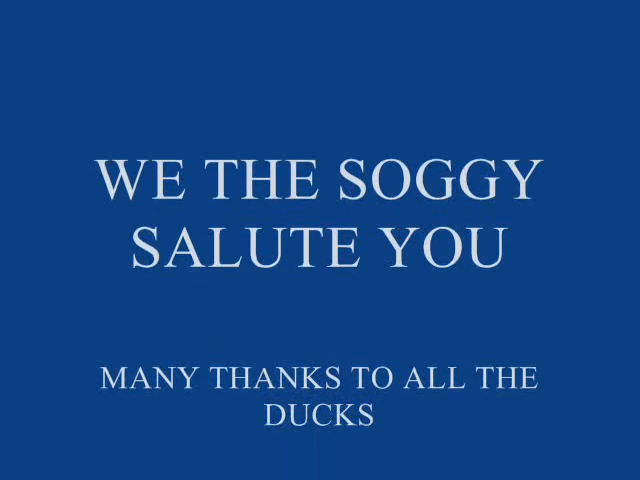 WE THE SOGGY
SALUTE YOU
MANY THANKS TO ALL THE
DUCKS